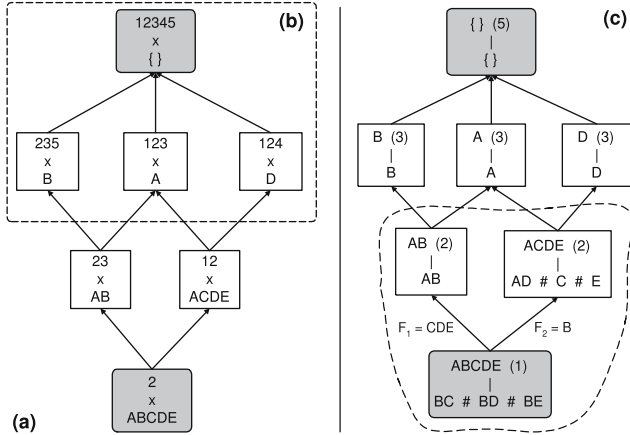 (b)
12345
x
{ }
235
x
B
123
x
A
124
x
D
23
x
AB
12
x
ACDE
2
x
ABCDE
(a)
(c)
{ } (5)
|
{ }
B (3)
|
B
A (3)
|
A
D (3)
|
D
AB (2)
|
AB
ACDE (2)
|
AD # C # E
F1 = CDE
F2 = B
ABCDE (1)
|
BC # BD # BE